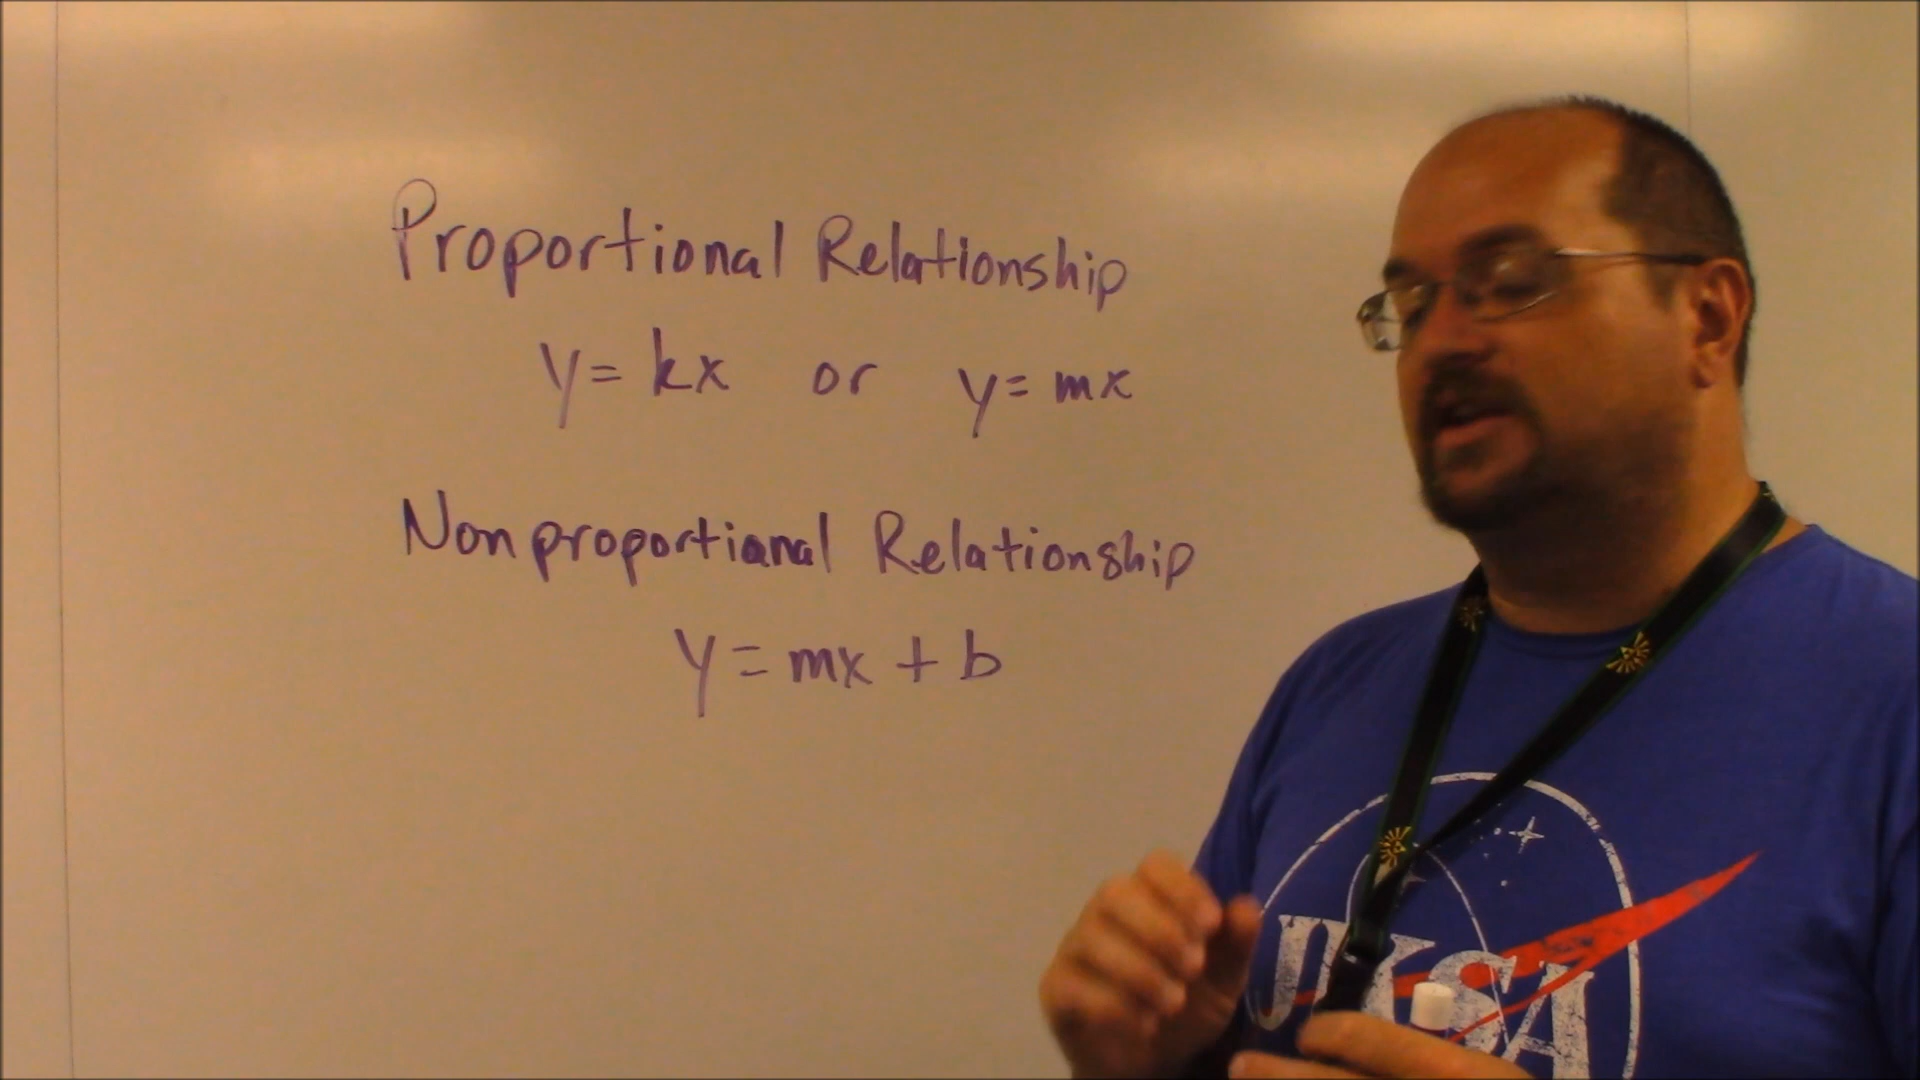 Proportional Relationship
y = kx or y = mx
Nonproportional Relationship
y = mx + b